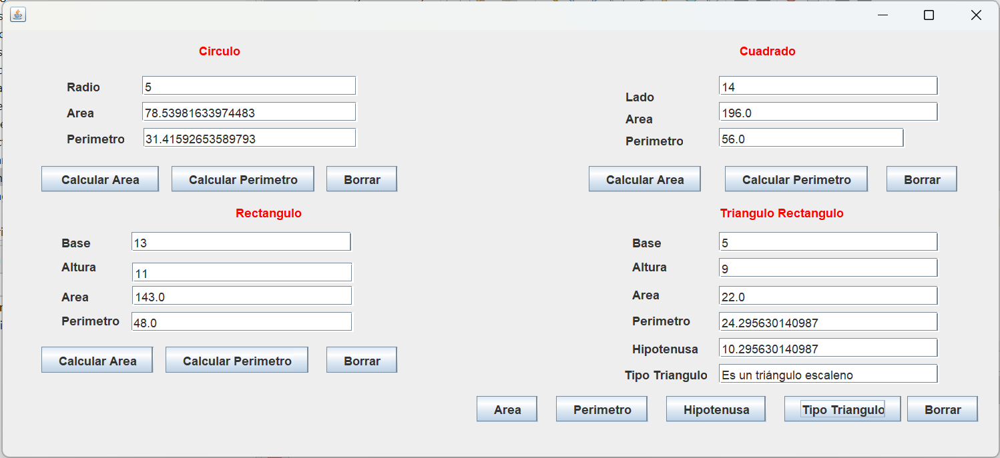 Circulo
Radio 5
Area 78.53981633974483
Perimetro 31.41592653589793
Calcular Area Calcular Perimetro Borrar
Cuadrado
Lado 14
Area 196.0
Perimetro 56.0
Calcular Area Calcular Perimetro Borrar
Rectangulo
Base 13
Altura 11
Area 143.0
Perimetro 48.0
Calcular Area Calcular Perimetro Borrar
Triangulo Rectangulo
Base 5
Altura 9
Area 22.0
Perimetro 24.295630140987
Hipotenusa 10.295630140987
Tipo Triangulo Es un triángulo escaleno
Area Perimetro Hipotenusa Tipo Triangulo Borrar